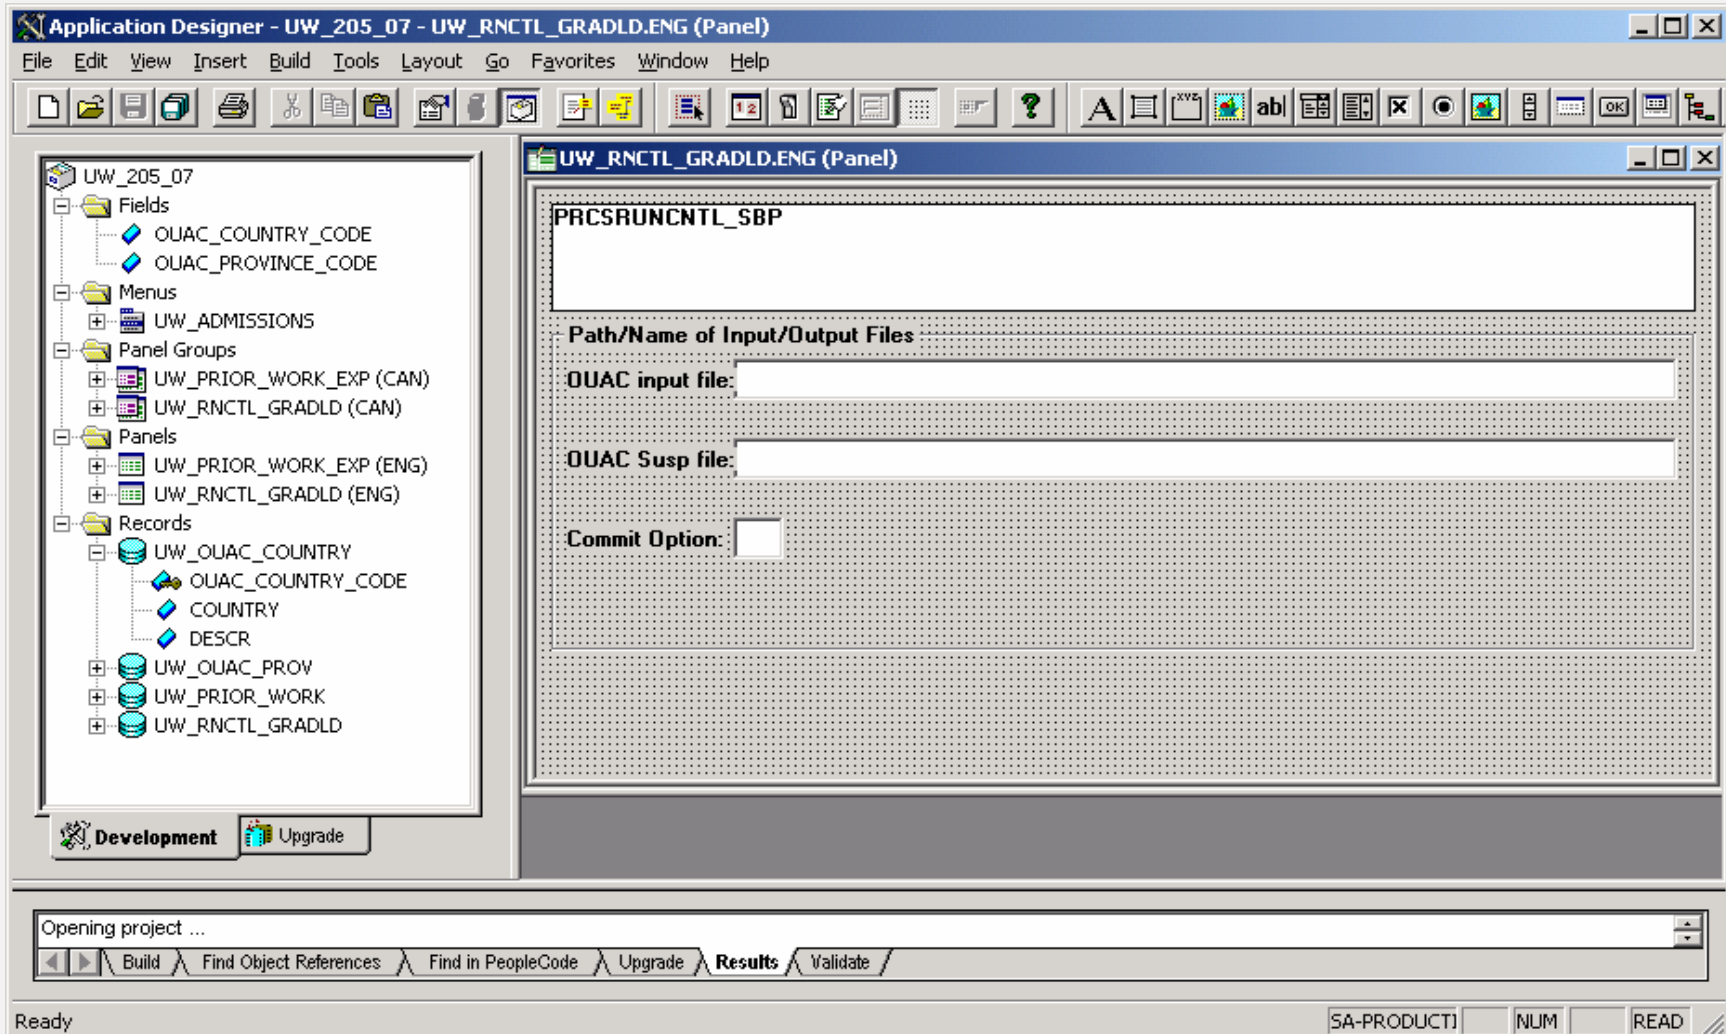 Application Designer - UW_205_07 - UW_RNCTL_GRADLD.ENG (Panel)
File Edit View Insert Build Tools Layout Go Favorites Window Help
UW_205_07
Fields
OUAC_COUNTRY_CODE
OUAC_PROVINCE_CODE
Menus
UW_ADMISSIONS
Panel Groups
UW_PRIOR_WORK_EXP (CAN)
UW_RNCTL_GRADLD (CAN)
Panels
UW_PRIOR_WORK_EXP (ENG)
UW_RNCTL_GRADLD (ENG)
Records
UW_OUAC_COUNTRY
OUAC_COUNTRY_CODE
COUNTRY
DESCR
UW_OUAC_PROV
UW_PRIOR_WORK
UW_RNCTL_GRADLD
Development Upgrade
UW_RNCTL_GRADLD.ENG (Panel)
PRCSRUNCNTL_SBP
Path/Name of Input/Output Files
OUAC input file:
OUAC Susp file:
Commit Option:
Opening project ...
Build Find Object References Find in PeopleCode Upgrade Results Validate
Ready SA-PRODUCTI NUM READ